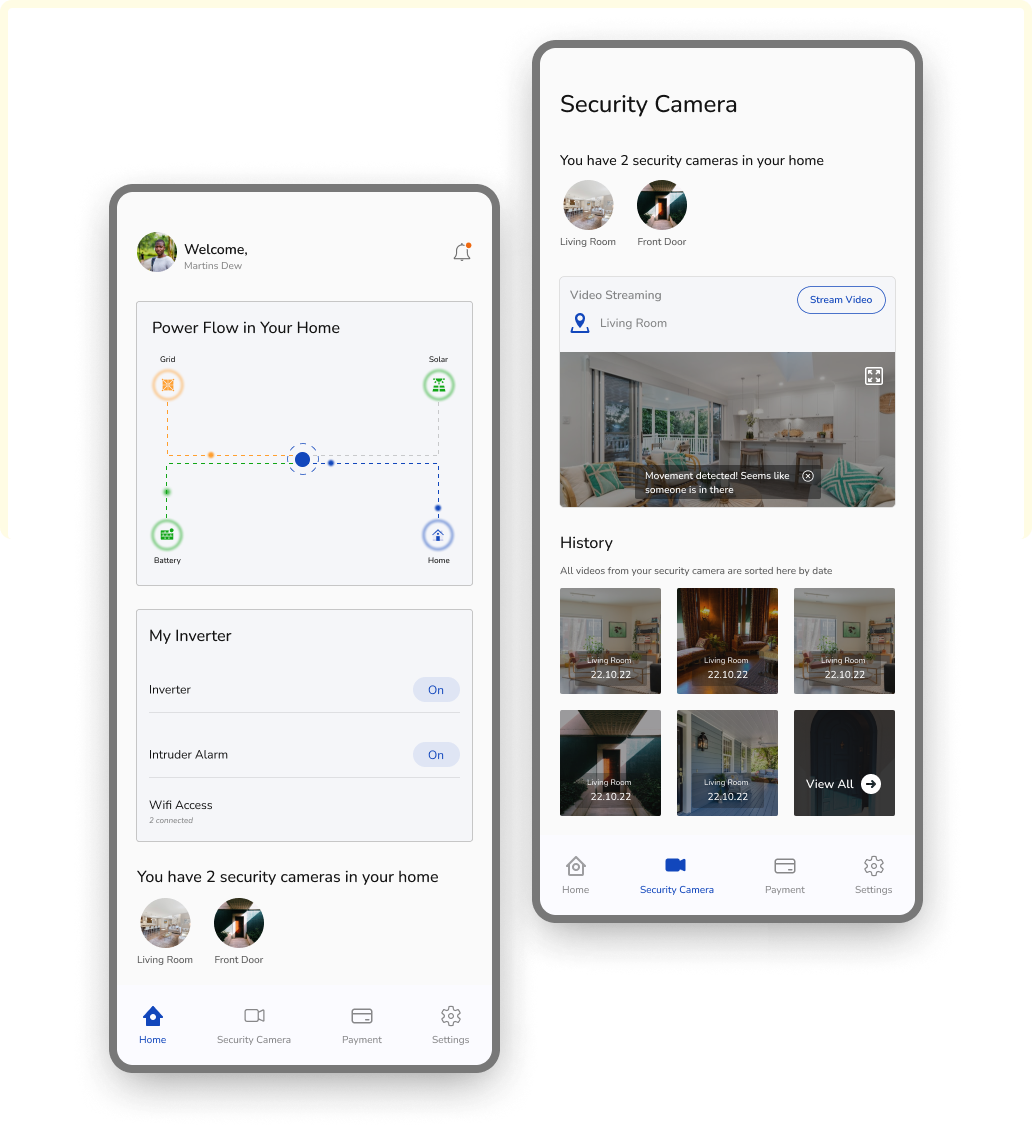 Welcome,
Martins Dew
Power Flow in Your Home
Grid
Solar
Battery
Home
My Inverter
Inverter
On
Intruder Alarm
On
Wifi Access
2 connected
You have 2 security cameras in your home
Living Room
Front Door
Home
Security Camera
Payment
Settings
Security Camera
You have 2 security cameras in your home
Living Room
Front Door
Video Streaming
Stream Video
Living Room
Movement detected! Seems like
someone is in there
History
All videos from your security camera are sorted here by date
Living Room
22.10.22
Living Room
22.10.22
Living Room
22.10.22
Living Room
22.10.22
Living Room
22.10.22
View All
Home
Security Camera
Payment
Settings